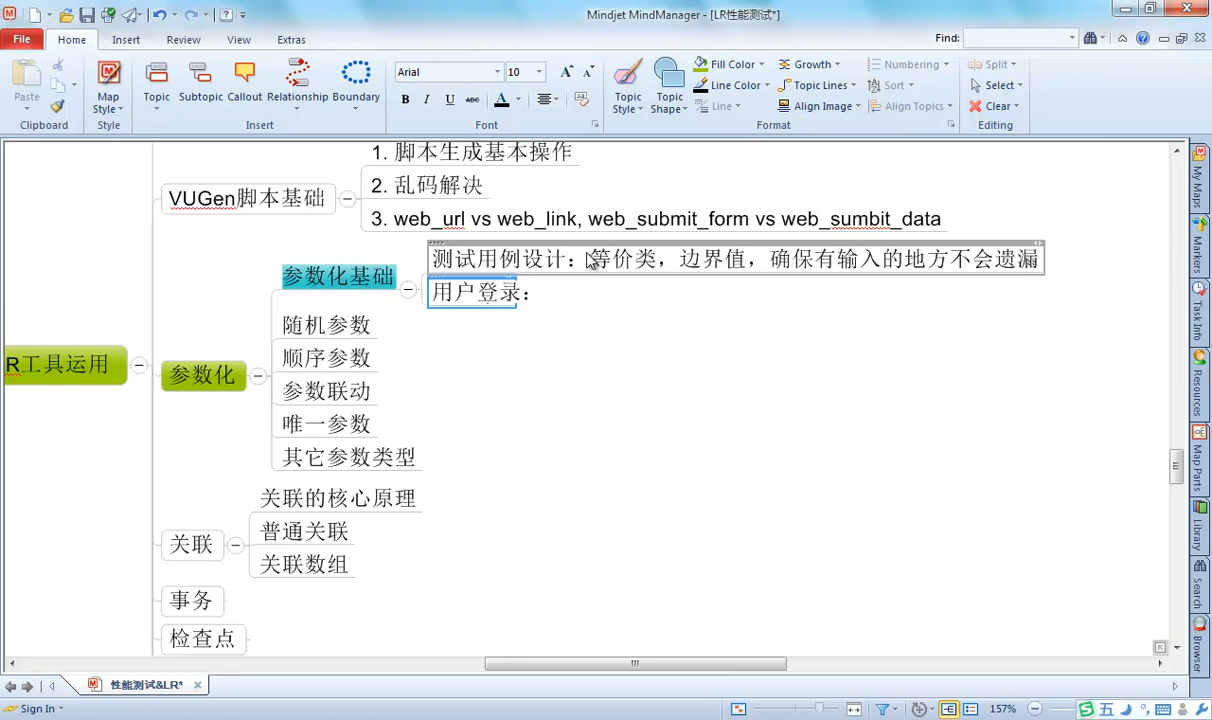 Mindjet MindManager - [LR性能测试*]
File Home Insert Review View Extras
Find:
Paste
Clipboard
Map Style
Style
Topic Subtopic Callout Relationship Boundary
Insert
Arial 10
B I U abc A
Font
Topic Style Topic Shape
Fill Color Growth Numbering
Line Color Topic Lines Sort
Line Align Image Align Topics
Format
Split
Select
Clear
Editing
VUGen脚本基础
1. 脚本生成基本操作
2. 乱码解决
3. web_url vs web_link, web_submit_form vs web_sumbit_data
R工具运用
参数化
参数化基础
测试用例设计：等价类，边界值，确保有输入的地方不会遗漏
用户登录：
随机参数
顺序参数
参数联动
唯一参数
其它参数类型
关联
关联的核心原理
普通关联
关联数组
事务
检查点
My Maps
Markers
Task Info
Resources
Map Parts
Library
Search
Browser
性能测试&LR*
Sign In
157%
五